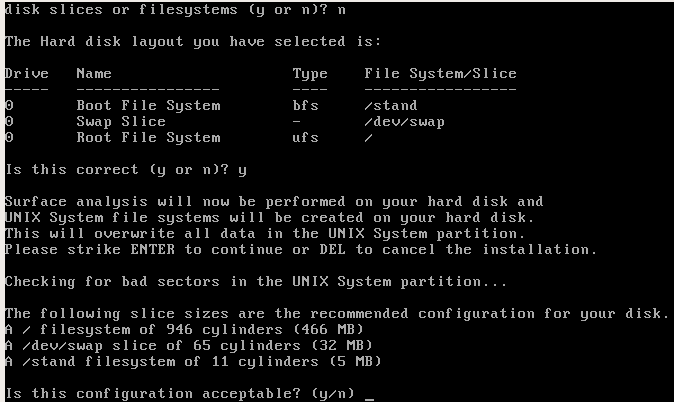 disk slices or filesystems (y or n)? n
The Hard disk layout you have selected is:
Drive Name Type File System/Slice
----- ---------------- ---- -----------------
0 Boot File System bfs /stand
0 Swap Slice - /dev/swap
0 Root File System ufs /
Is this correct (y or n)? y
Surface analysis will now be performed on your hard disk and
UNIX System file systems will be created on your hard disk.
This will overwrite all data in the UNIX System partition.
Please strike ENTER to continue or DEL to cancel the installation.
Checking for bad sectors in the UNIX System partition...
The following slice sizes are the recommended configuration for your disk.
A / filesystem of 946 cylinders (466 MB)
A /dev/swap slice of 65 cylinders (32 MB)
A /stand filesystem of 11 cylinders (5 MB)
Is this configuration acceptable? (y/n) _